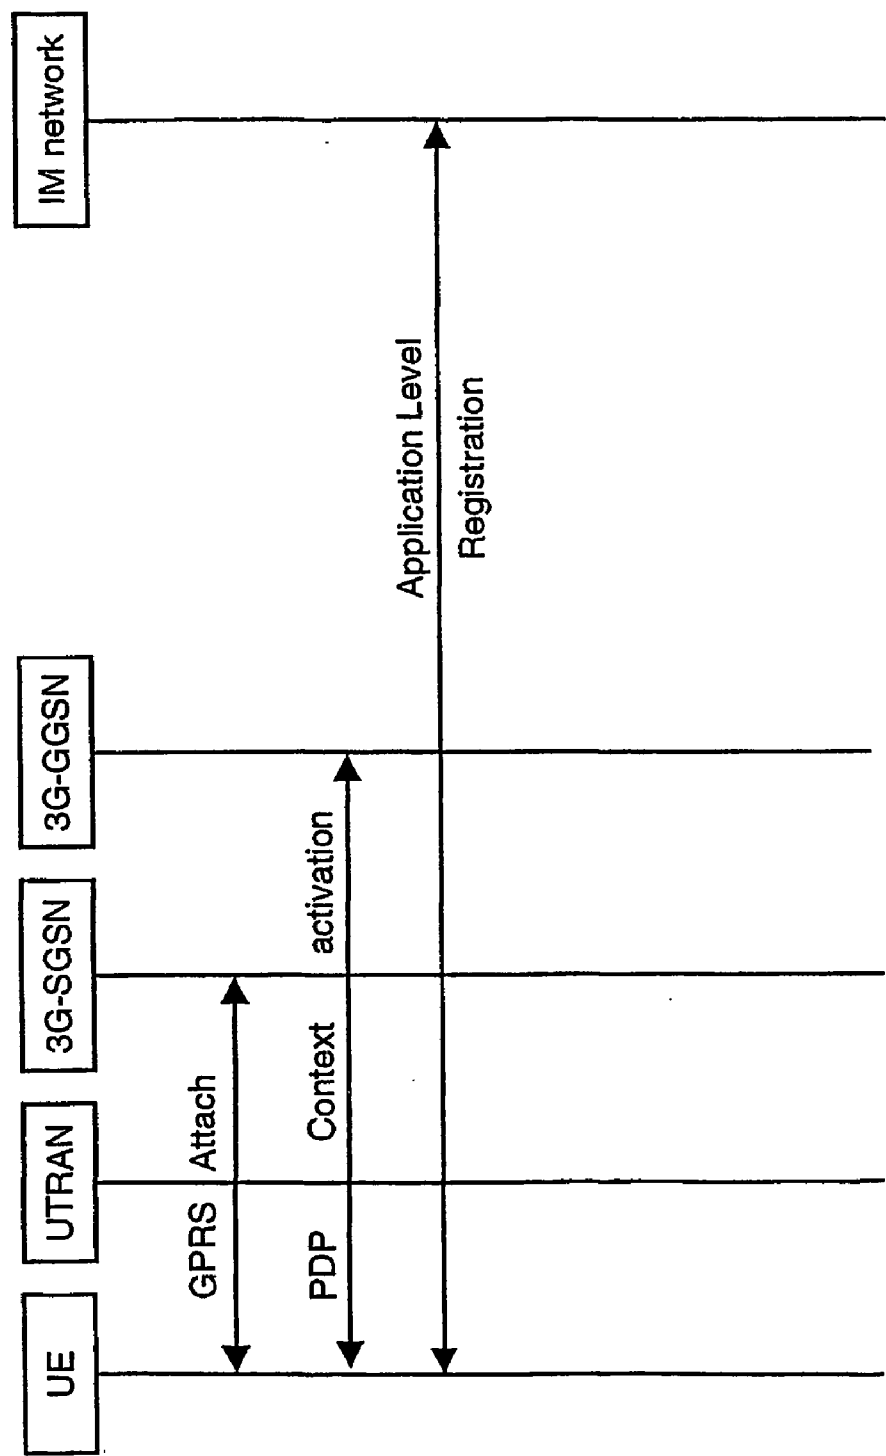 UE
UTRAN
3G-SGSN
3G-GGSN
IM network
GPRS Attach
PDP Context activation
Application Level
Registration